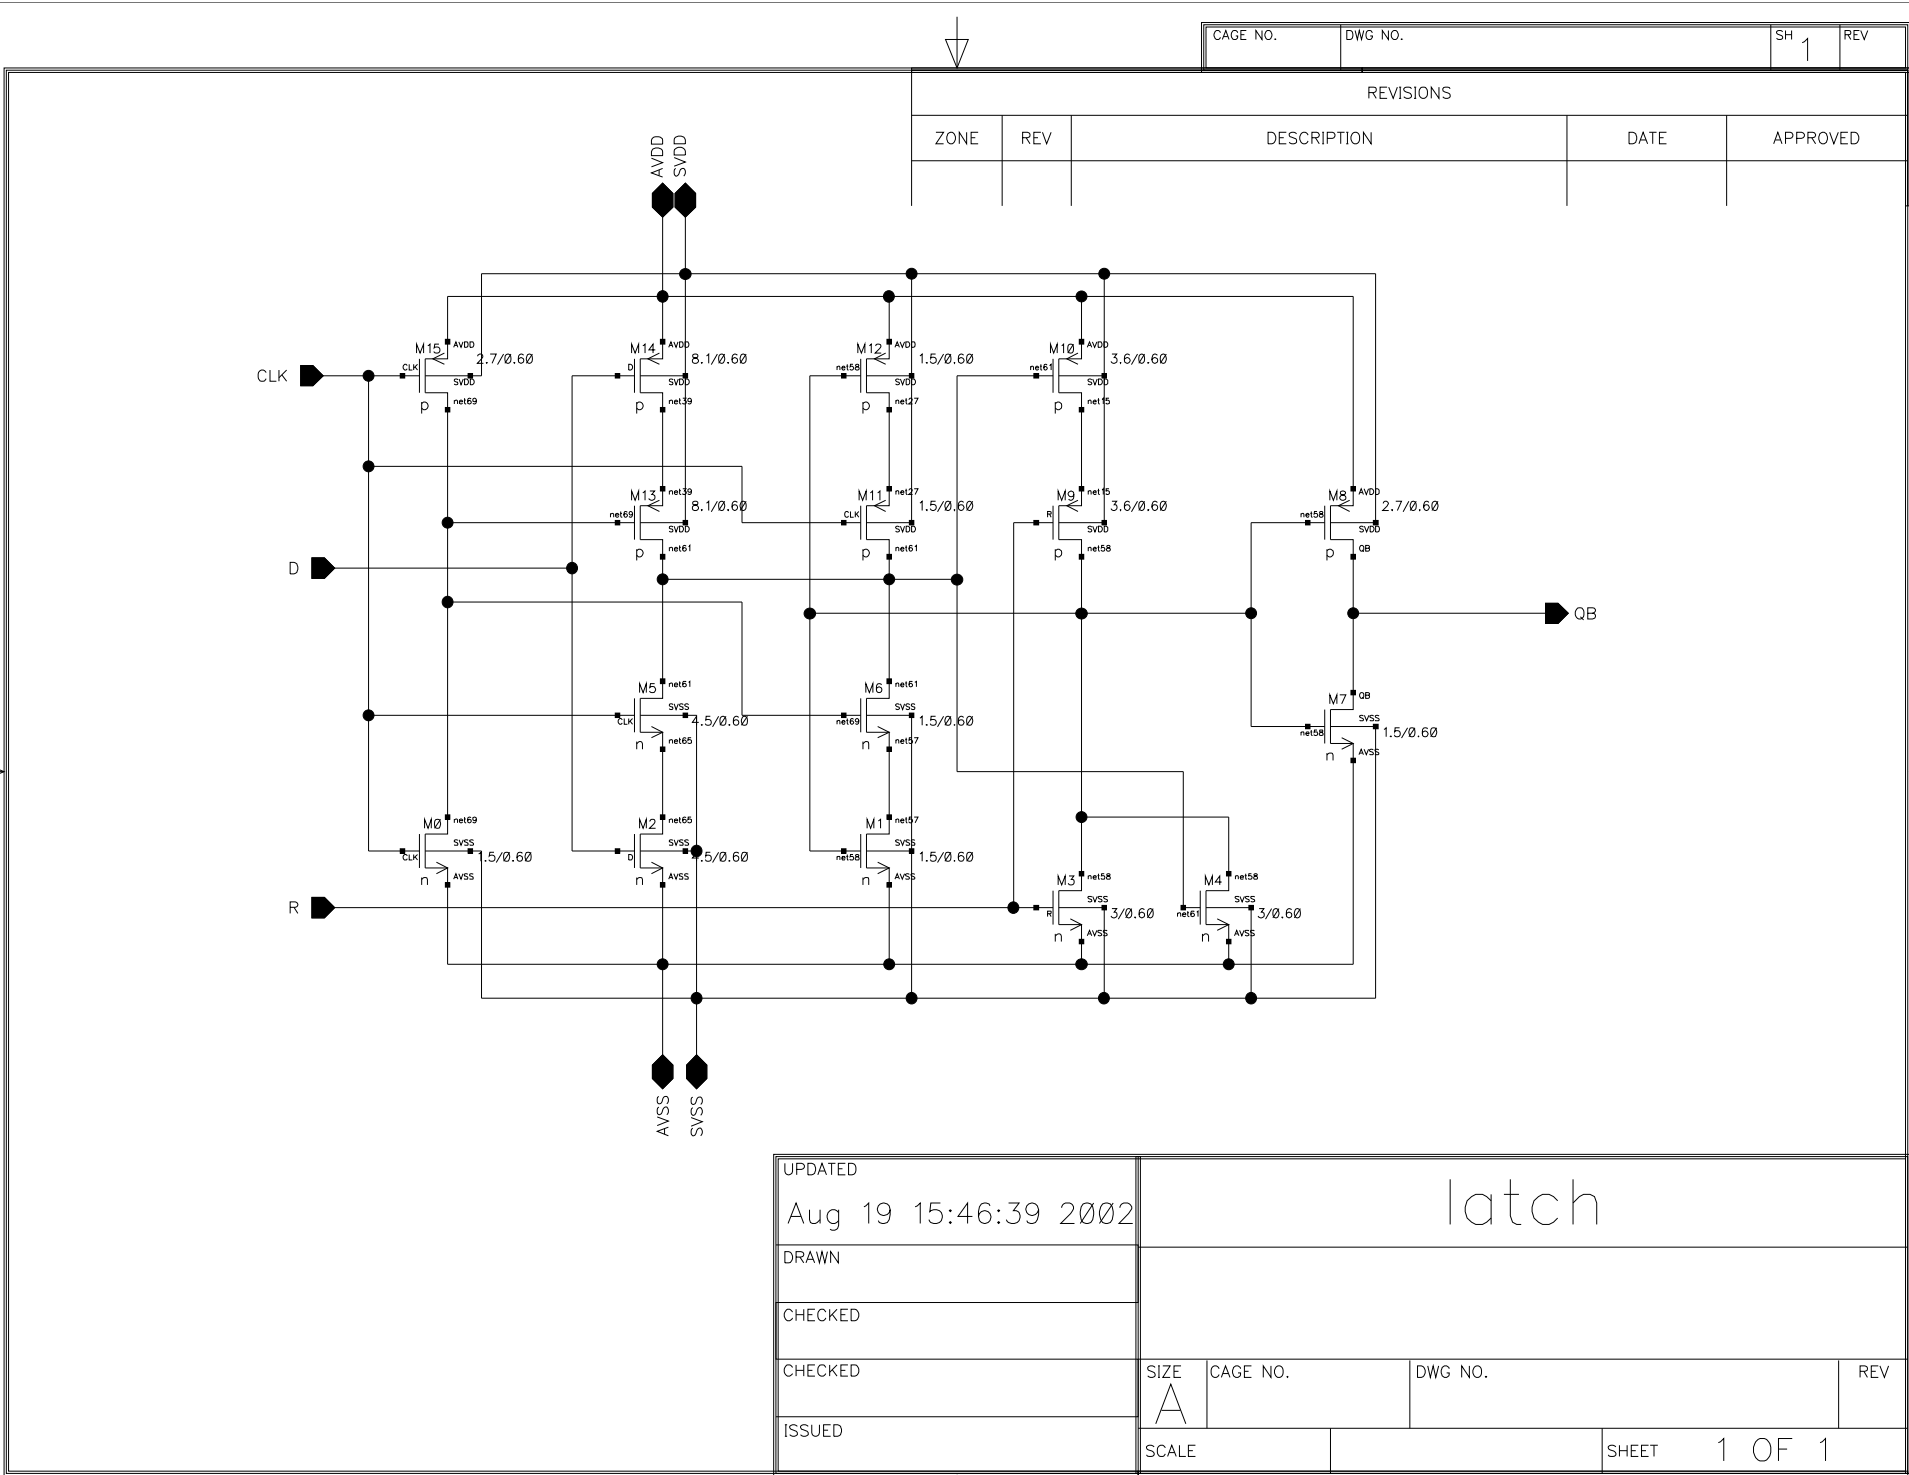 CAGE NO. DWG NO. SH 1 REV
REVISIONS
ZONE REV DESCRIPTION DATE APPROVED
AVDD SVDD
M15 AVDD 2.7/0.60 M14 AVDD 8.1/0.60 M12 AVDD 1.5/0.60 M10 AVDD 3.6/0.60
CLK CLK SVDD D SVDD net58 SVDD net61 SVDD
p net69 p net39 p net27 p net15
M13 net39 8.1/0.60 M11 net27 1.5/0.60 M9 net15 3.6/0.60 M8 AVDD 2.7/0.60
net69 SVDD CLK SVDD R SVDD net58 SVDD
p net61 p net61 p net58 p QB
D
QB
M5 net61 M6 net61 M7 QB
CLK SVSS 4.5/0.60 net69 SVSS 1.5/0.60 net58 SVSS 1.5/0.60
n net65 n net57 n AVSS
M0 net69 M2 net65 M1 net57
CLK SVSS 1.5/0.60 D SVSS 4.5/0.60 net58 SVSS 1.5/0.60
n AVSS n AVSS n AVSS
M3 net58 M4 net58
R R SVSS 3/0.60 net61 SVSS 3/0.60
n AVSS n AVSS
AVSS SVSS
UPDATED
Aug 19 15:46:39 2002
latch
DRAWN
CHECKED
CHECKED
SIZE A CAGE NO. DWG NO. REV
ISSUED
SCALE SHEET 1 OF 1